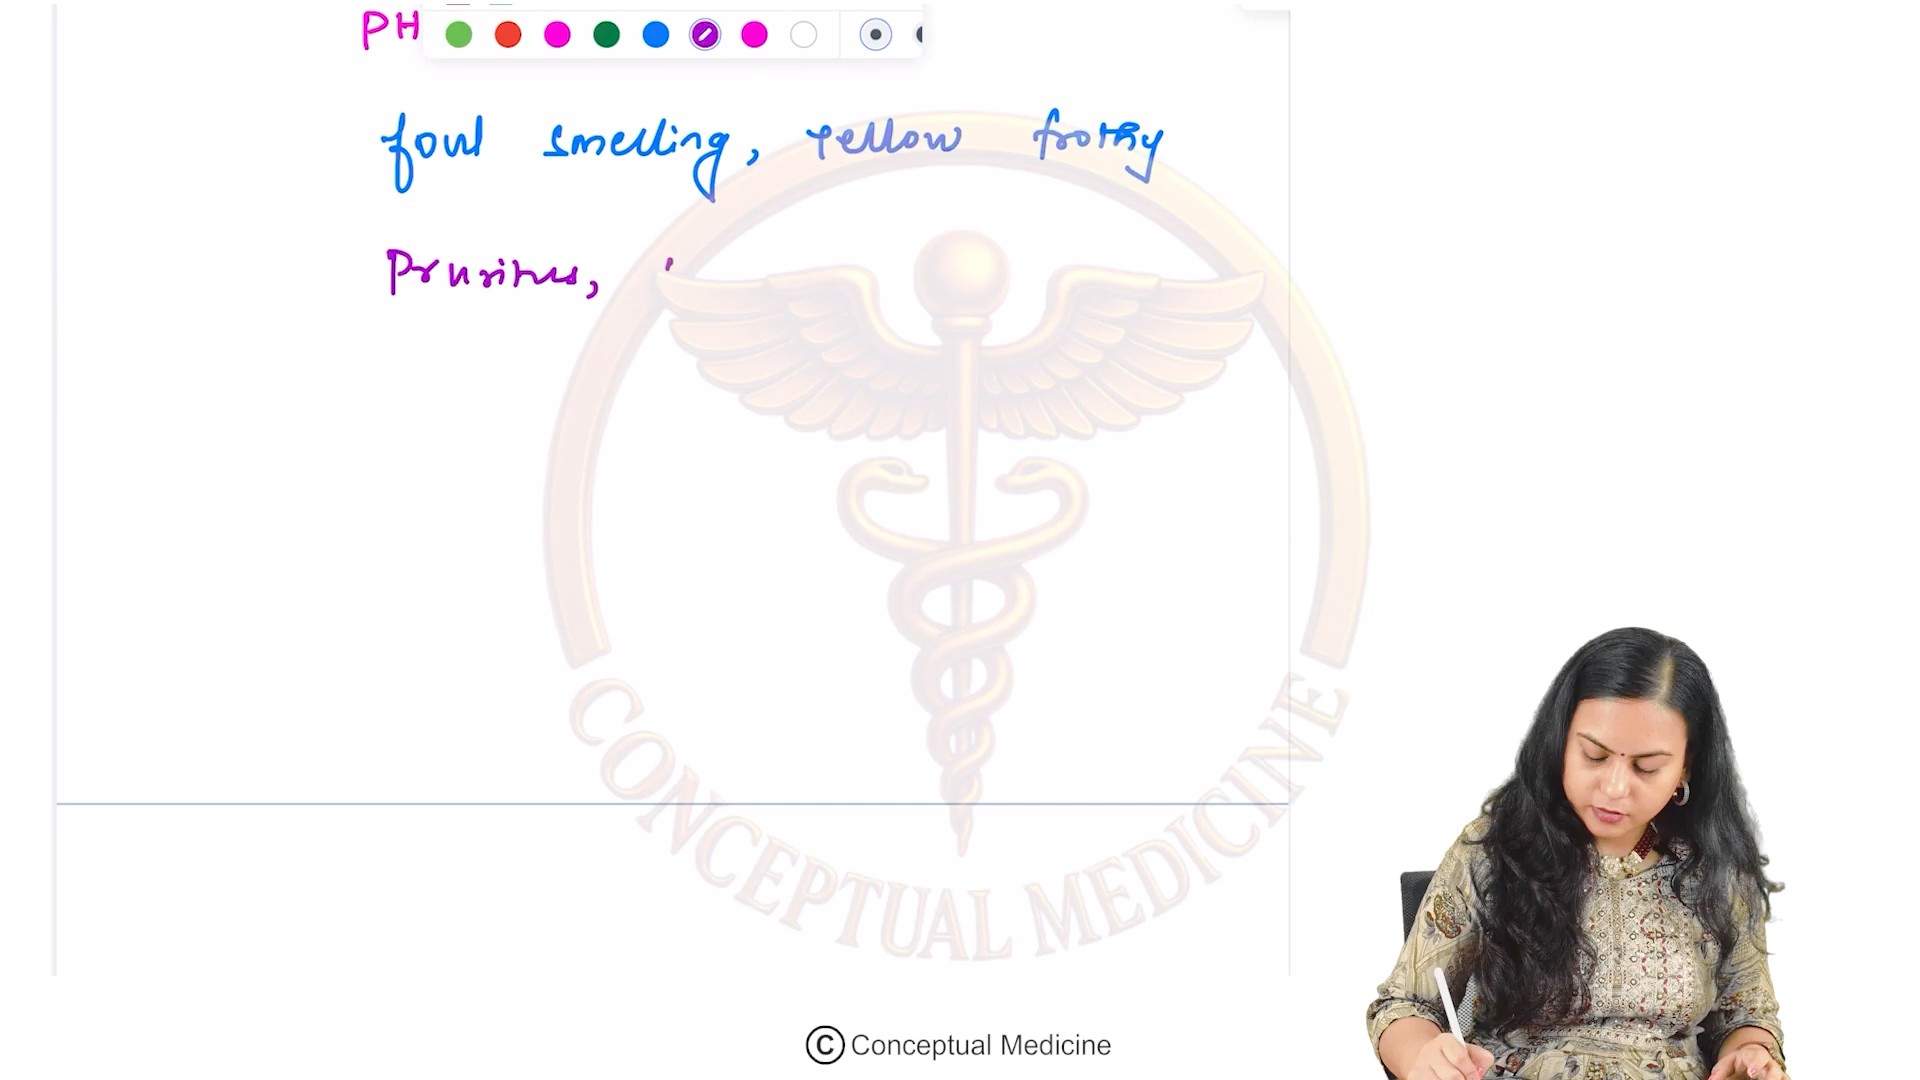 PH
foul smelling, yellow frothy
Pruritus,
CONCEPTUAL MEDICINE
© Conceptual Medicine